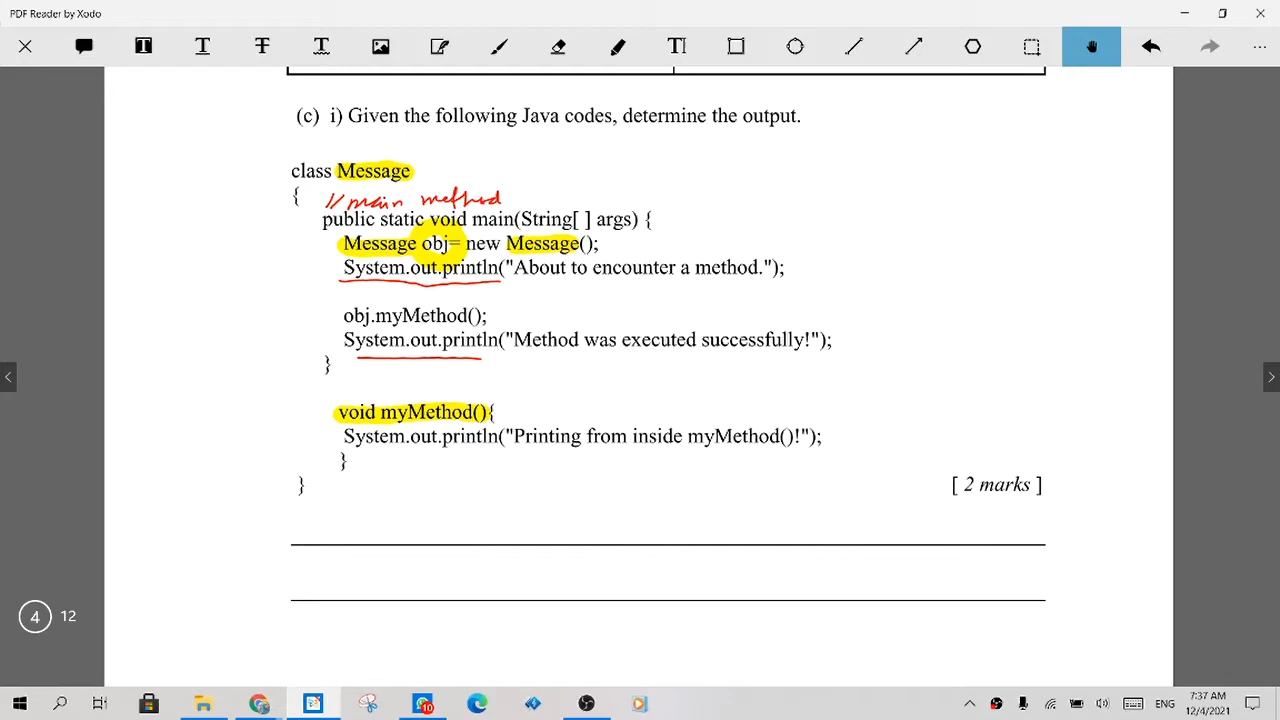 PDF Reader by Xodo
(c) i) Given the following Java codes, determine the output.
class Message
{ //main method
public static void main(String[ ] args) {
Message obj= new Message();
System.out.println("About to encounter a method.");
obj.myMethod();
System.out.println("Method was executed successfully!");
}
void myMethod(){
System.out.println("Printing from inside myMethod()!");
}
}
[ 2 marks ]
4 12
10
ENG
7:37 AM
12/4/2021